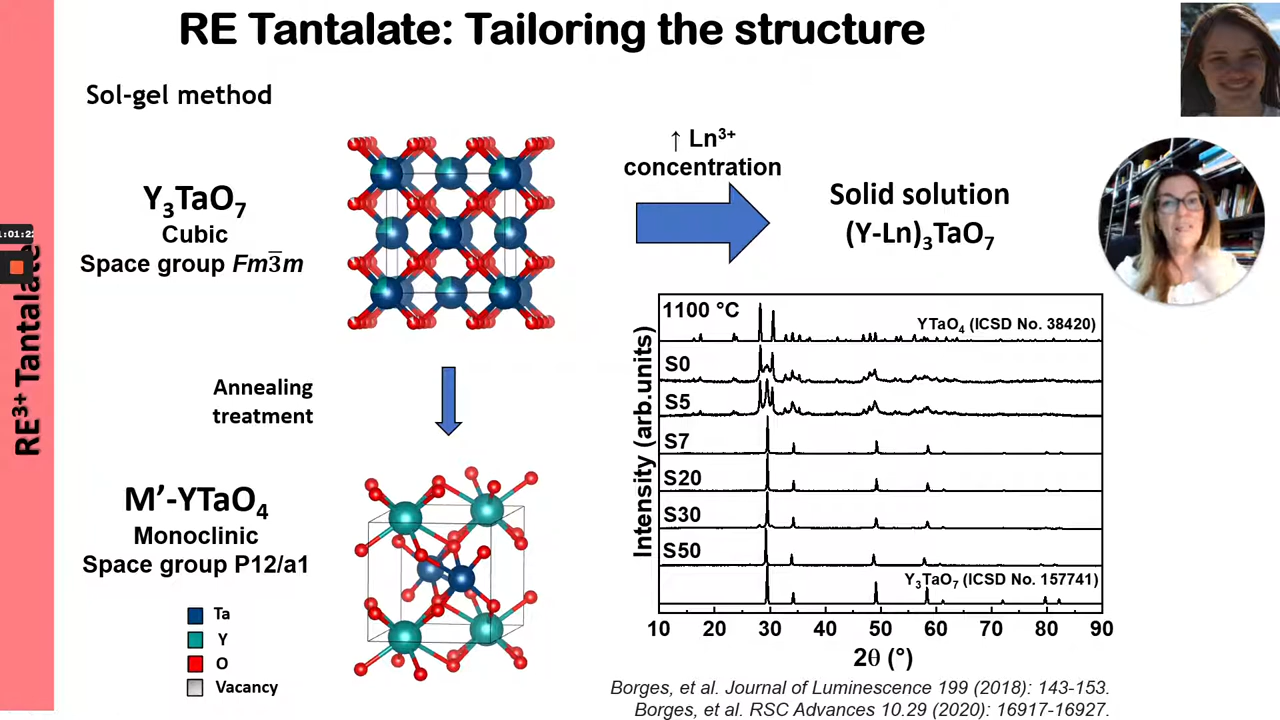 RE Tantalate: Tailoring the structure
Sol-gel method
Y₃TaO₇
Cubic
Space group Fm3̅m
↑ Ln³⁺
concentration
Solid solution
(Y-Ln)₃TaO₇
1:01:22
RE³⁺ Tantalate
Annealing
treatment
M’-YTaO₄
Monoclinic
Space group P12/a1
Ta
Y
O
Vacancy
Intensity (arb.units)
1100 °C
YTaO₄ (ICSD No. 38420)
S0
S5
S7
S20
S30
S50
Y₃TaO₇ (ICSD No. 157741)
10 20 30 40 50 60 70 80 90
2θ (°)
Borges, et al. Journal of Luminescence 199 (2018): 143-153.
Borges, et al. RSC Advances 10.29 (2020): 16917-16927.